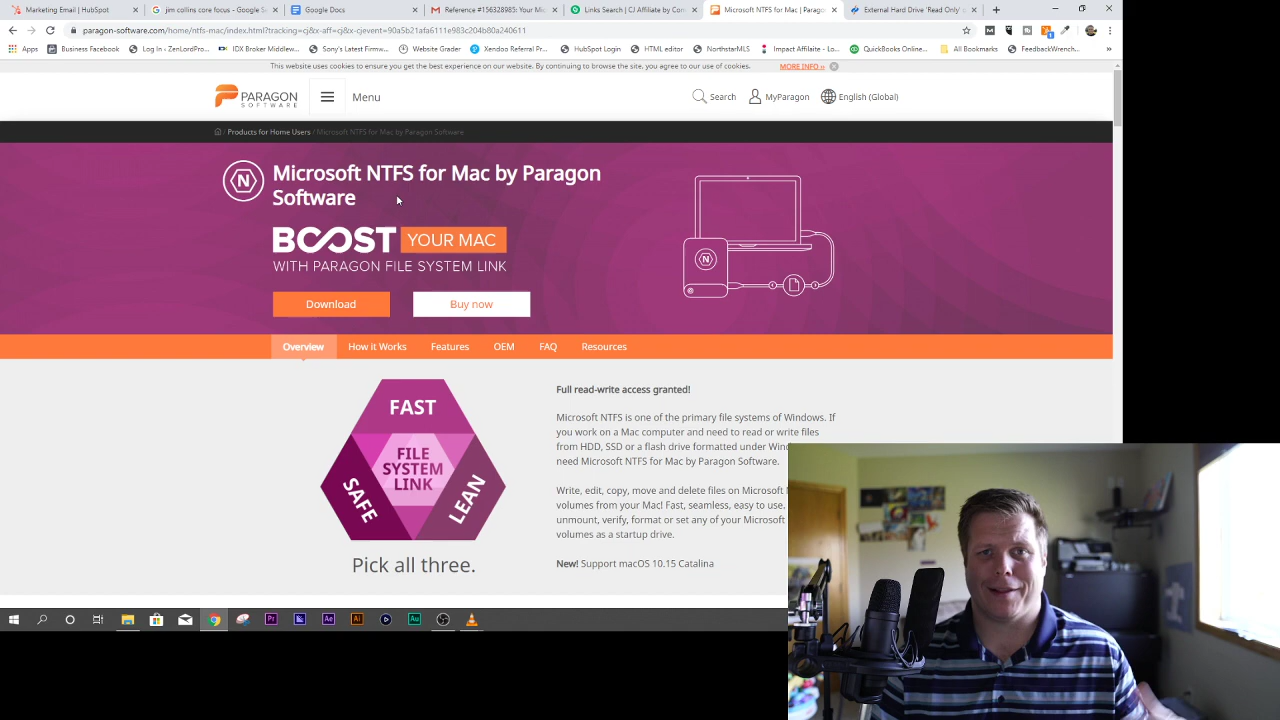 Marketing Email | HubSpot
jim collins core focus - Google S
Google Docs
Reference #156328985: Your Mi
Links Search | CJ Affiliate by Con
Microsoft NTFS for Mac | Parago
External Hard Drive 'Read Only' o
paragon-software.com/home/ntfs-mac/index.html?tracking=cj&x-aff=cj&x-cjevent=90a5b21afa6111e983c204b80a240611
Apps
Business Facebook
Log In ‹ ZenLordPro...
IDX Broker Middlew...
Sony's Latest Firmw...
Website Grader
Xendoo Referral Pr...
HubSpot Login
HTML editor
NorthstarMLS
Impact Affilaite - Lo...
QuickBooks Online...
All Bookmarks
FeedbackWrench...
This website uses cookies to ensure you get the best experience on our website. By continuing to browse the site, you agree to our use of cookies.
MORE INFO »
PARAGON
SOFTWARE
Menu
Search
MyParagon
English (Global)
Products for Home Users / Microsoft NTFS for Mac by Paragon Software
N
Microsoft NTFS for Mac by Paragon
Software
BOOST YOUR MAC
WITH PARAGON FILE SYSTEM LINK
N
Download
Buy now
Overview
How it Works
Features
OEM
FAQ
Resources
FAST
FILE
SYSTEM
LINK
SAFE
LEAN
Pick all three.
Full read-write access granted!
Microsoft NTFS is one of the primary file systems of Windows. If
you work on a Mac computer and need to read or write files
from HDD, SSD or a flash drive formatted under Wind
need Microsoft NTFS for Mac by Paragon Software.
Write, edit, copy, move and delete files on Microsoft
volumes from your Mac! Fast, seamless, easy to use.
unmount, verify, format or set any of your Microsoft
volumes as a startup drive.
New! Support macOS 10.15 Catalina
Pr
Ae
Ai
Au